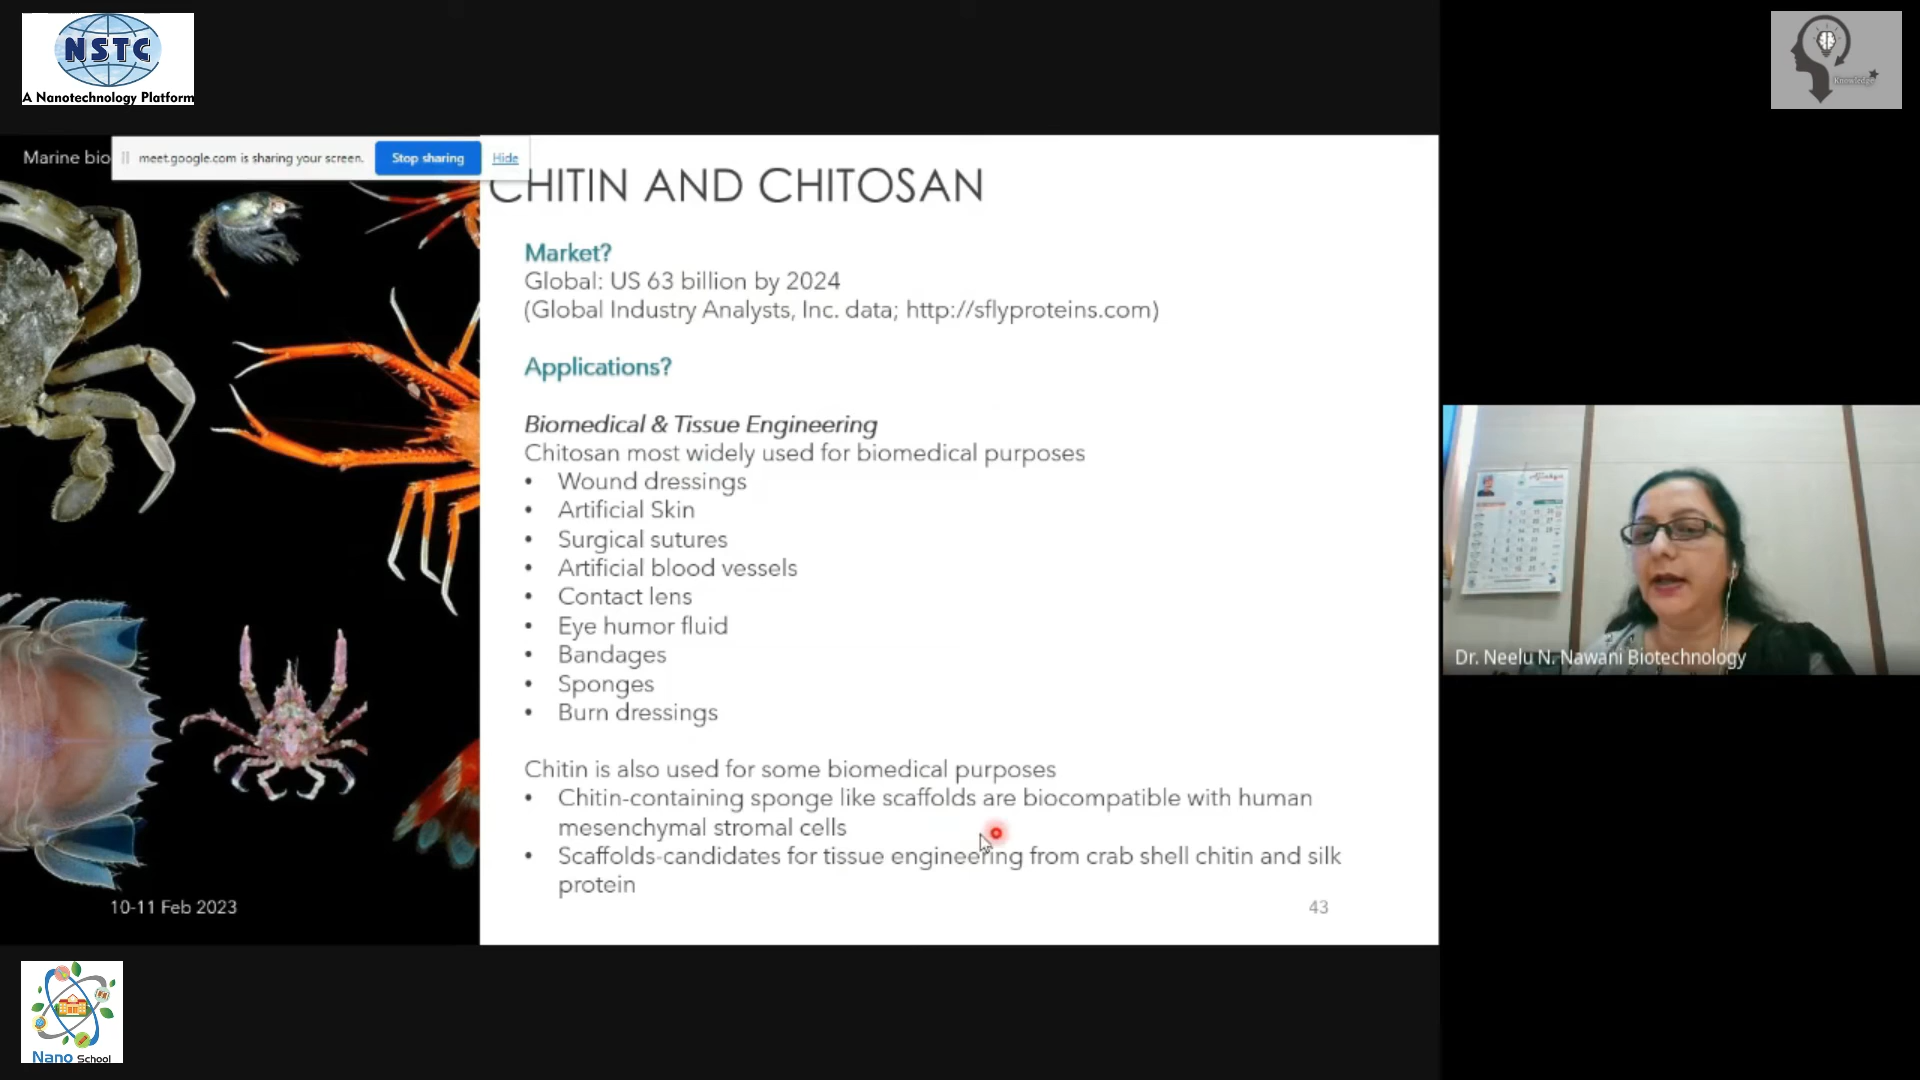 NSTC
A Nanotechnology Platform
Knowledge
Marine bio
meet.google.com is sharing your screen.
Stop sharing
Hide
CHITIN AND CHITOSAN
Market?
Global: US 63 billion by 2024
(Global Industry Analysts, Inc. data; http://sflyproteins.com)
Applications?
Biomedical & Tissue Engineering
Chitosan most widely used for biomedical purposes
• Wound dressings
• Artificial Skin
• Surgical sutures
• Artificial blood vessels
• Contact lens
• Eye humor fluid
• Bandages
• Sponges
• Burn dressings
Chitin is also used for some biomedical purposes
• Chitin-containing sponge like scaffolds are biocompatible with human
mesenchymal stromal cells
• Scaffolds-candidates for tissue engineering from crab shell chitin and silk
protein
10-11 Feb 2023
43
Dr. Neelu N. Nawani Biotechnology
Nano School